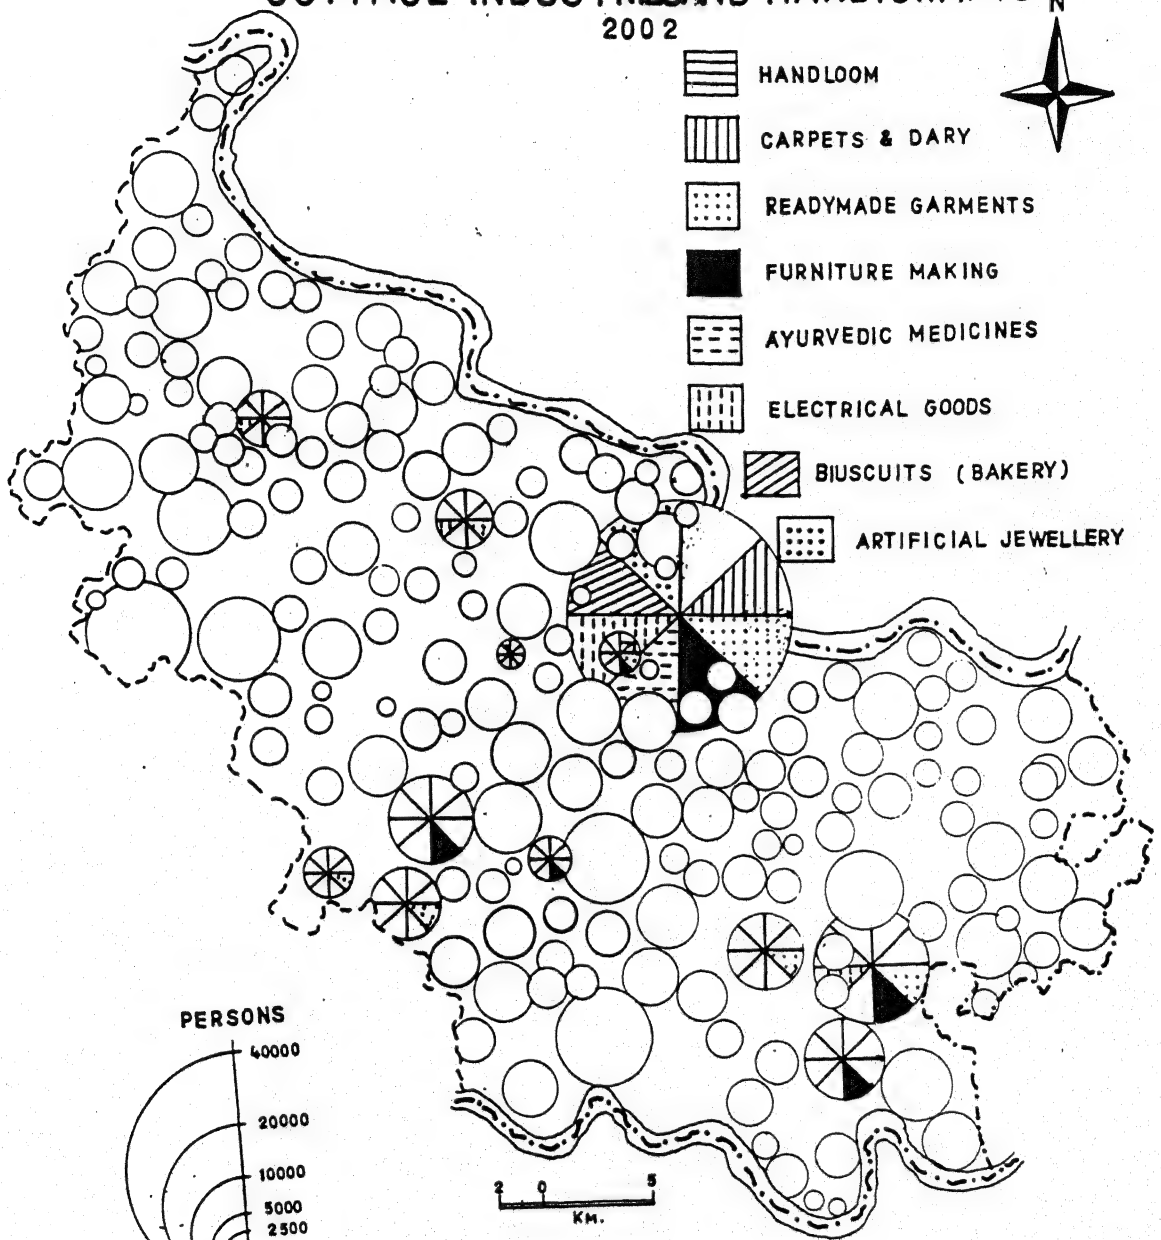 2002
N
HANDLOOM
CARPETS & DARY
READYMADE GARMENTS
FURNITURE MAKING
AYURVEDIC MEDICINES
ELECTRICAL GOODS
BIUSCUITS (BAKERY)
ARTIFICIAL JEWELLERY
PERSONS
40000
20000
10000
5000
2500
2 0 5
KM.